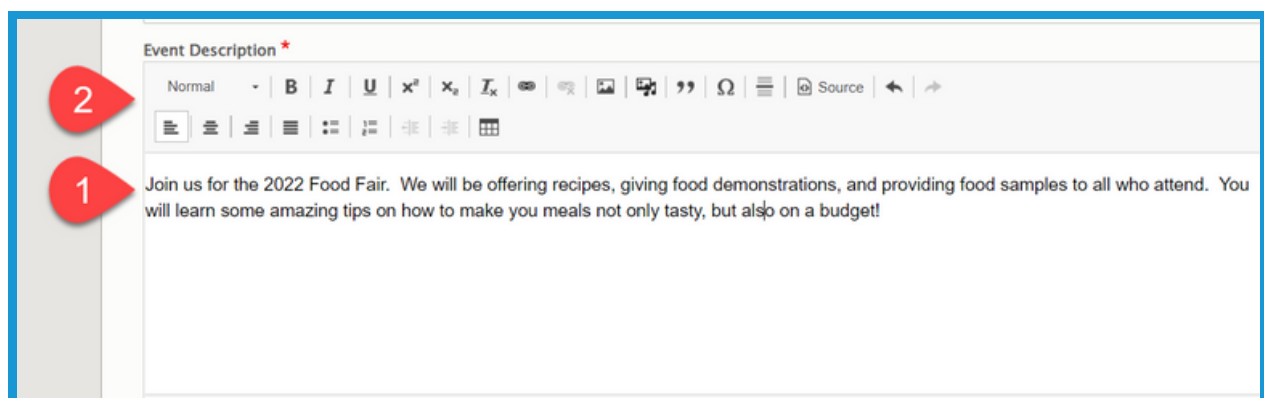 Event Description *
2
Normal B I U x² xₐ Iₓ Ω Source
1
Join us for the 2022 Food Fair.  We will be offering recipes, giving food demonstrations, and providing food samples to all who attend.  You
will learn some amazing tips on how to make you meals not only tasty, but also on a budget!